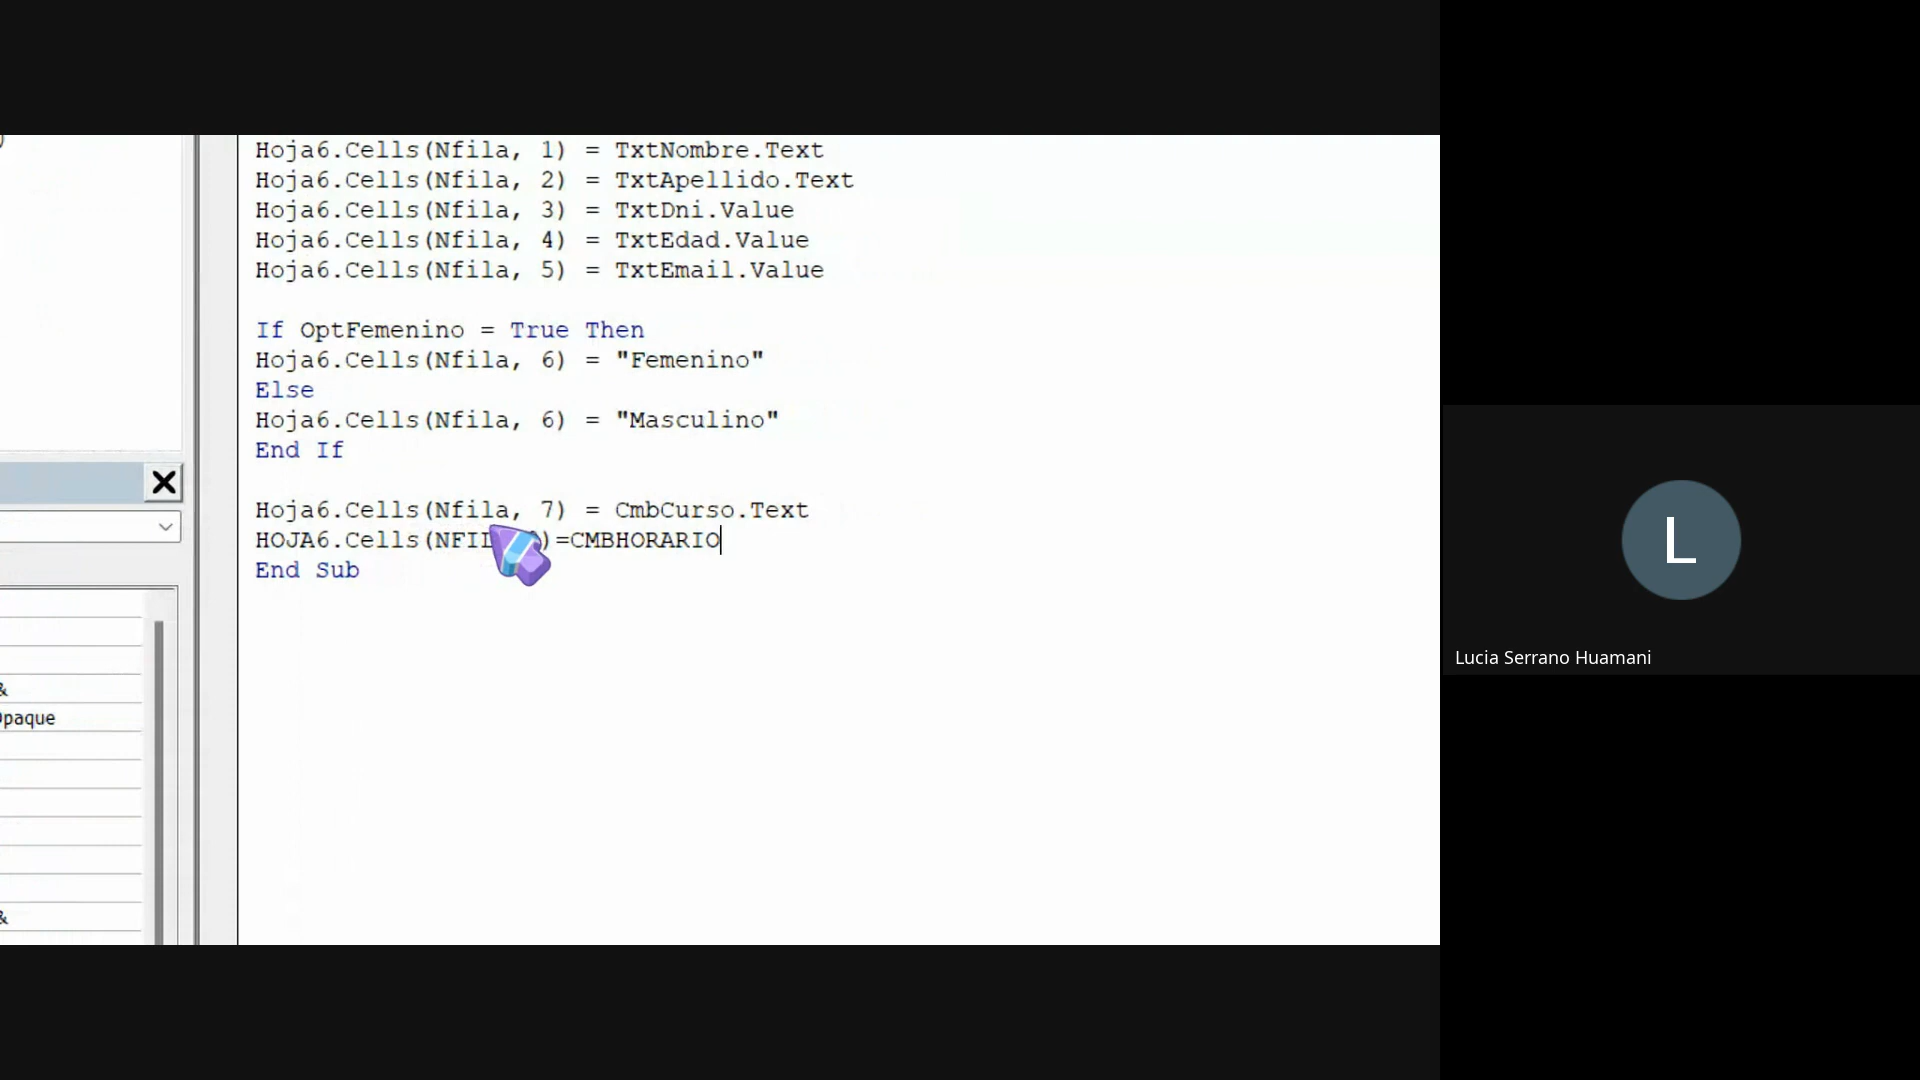 )
Hoja6.Cells(Nfila, 1) = TxtNombre.Text
Hoja6.Cells(Nfila, 2) = TxtApellido.Text
Hoja6.Cells(Nfila, 3) = TxtDni.Value
Hoja6.Cells(Nfila, 4) = TxtEdad.Value
Hoja6.Cells(Nfila, 5) = TxtEmail.Value
If OptFemenino = True Then
Hoja6.Cells(Nfila, 6) = "Femenino"
Else
Hoja6.Cells(Nfila, 6) = "Masculino"
End If
Hoja6.Cells(Nfila, 7) = CmbCurso.Text
HOJA6.Cells( )=CMBHORARIO
End Sub
&
&
L
Lucia Serrano Huamani